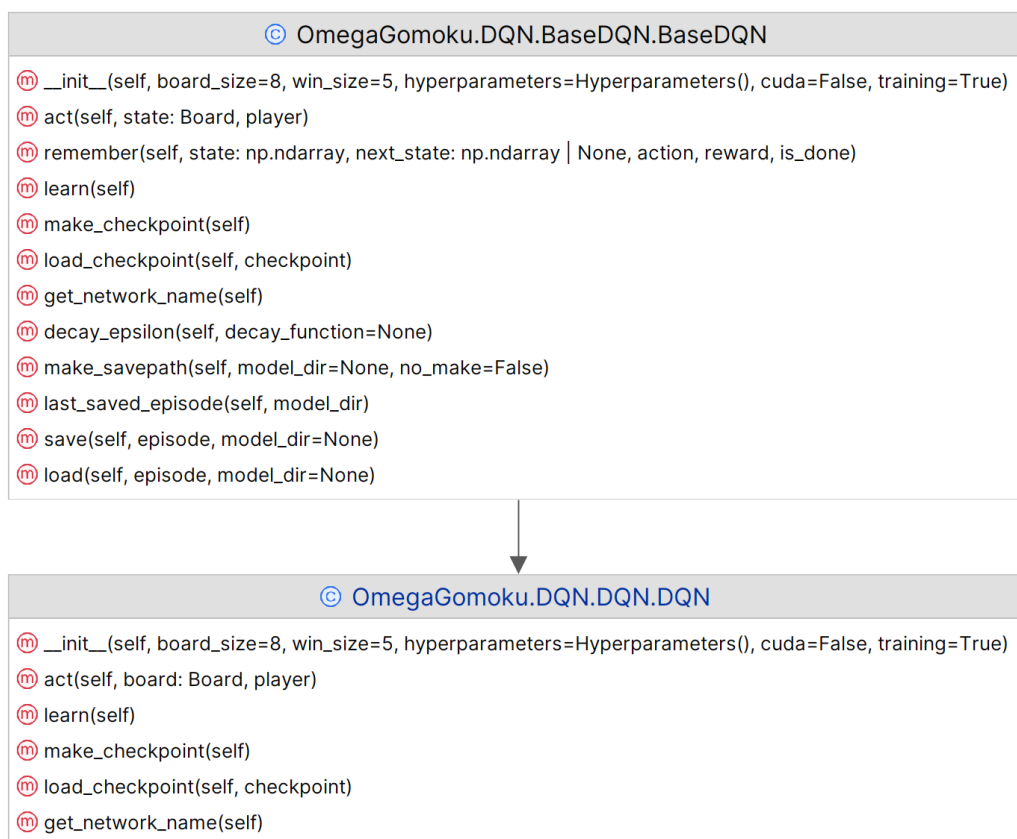 © OmegaGomoku.DQN.BaseDQN.BaseDQN
m __init__(self, board_size=8, win_size=5, hyperparameters=Hyperparameters(), cuda=False, training=True)
m act(self, state: Board, player)
m remember(self, state: np.ndarray, next_state: np.ndarray | None, action, reward, is_done)
m learn(self)
m make_checkpoint(self)
m load_checkpoint(self, checkpoint)
m get_network_name(self)
m decay_epsilon(self, decay_function=None)
m make_savepath(self, model_dir=None, no_make=False)
m last_saved_episode(self, model_dir)
m save(self, episode, model_dir=None)
m load(self, episode, model_dir=None)
© OmegaGomoku.DQN.DQN.DQN
m __init__(self, board_size=8, win_size=5, hyperparameters=Hyperparameters(), cuda=False, training=True)
m act(self, board: Board, player)
m learn(self)
m make_checkpoint(self)
m load_checkpoint(self, checkpoint)
m get_network_name(self)